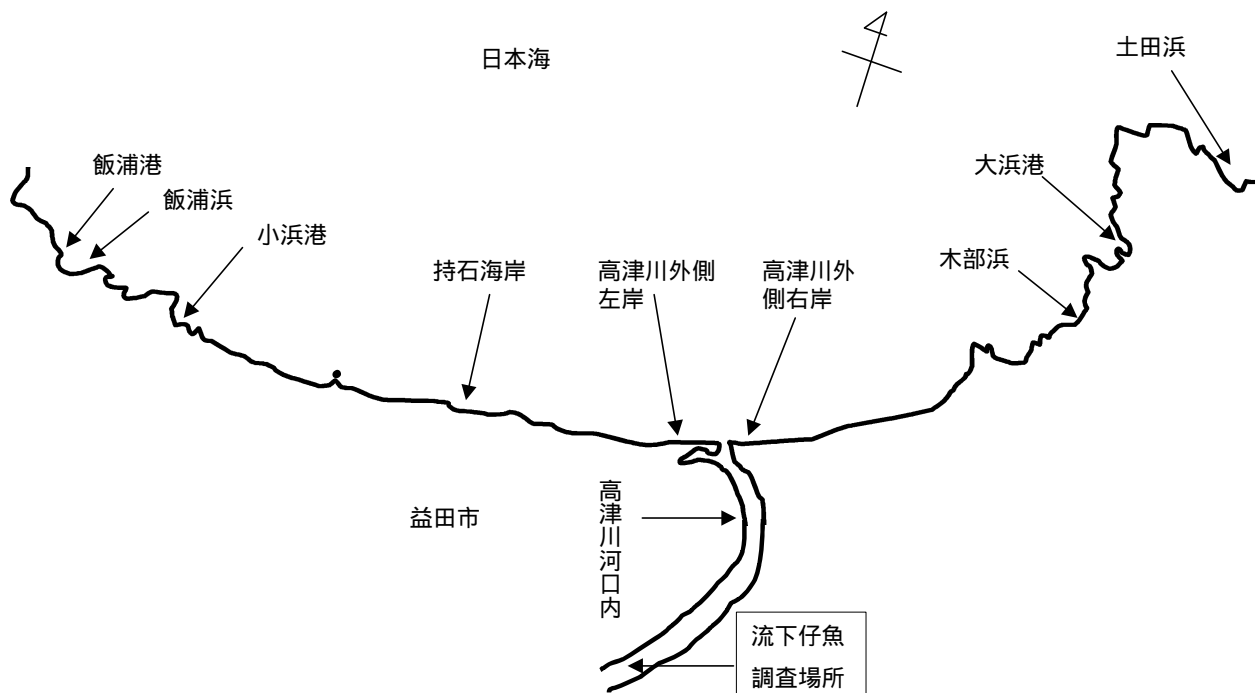 日本海
土田浜
飯浦港
大浜港
飯浦浜
小浜港
木部浜
持石海岸
高津川外側
左岸
高津川外
側右岸
益田市
高津川河口内
流下仔魚
調査場所